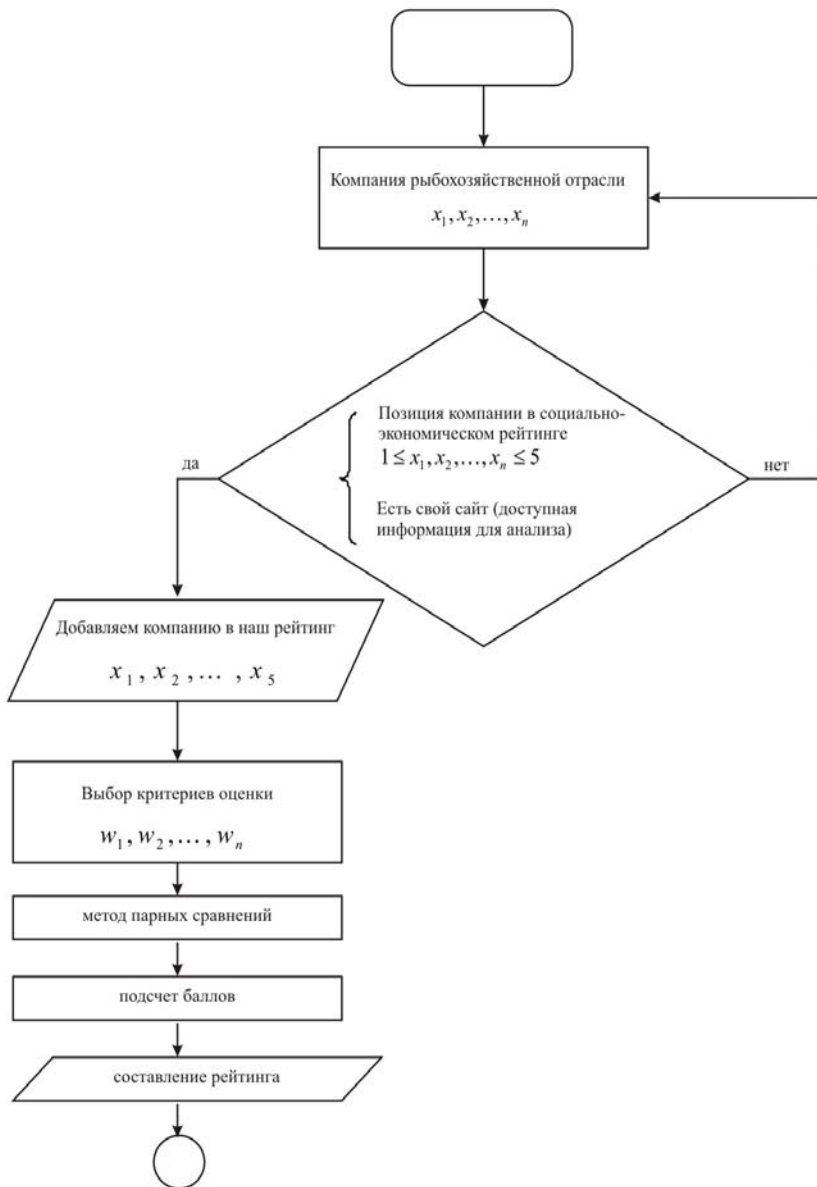 Компания рыбохозяйственной отрасли
x₁, x₂, …, xₙ
Позиция компании в социально-
экономическом рейтинге
1 ≤ x₁, x₂, …, xₙ ≤ 5
Есть свой сайт (доступная
информация для анализа)
да
нет
Добавляем компанию в наш рейтинг
x₁, x₂, … , x₅
Выбор критериев оценки
w₁, w₂, … , wₙ
метод парных сравнений
подсчет баллов
составление рейтинга